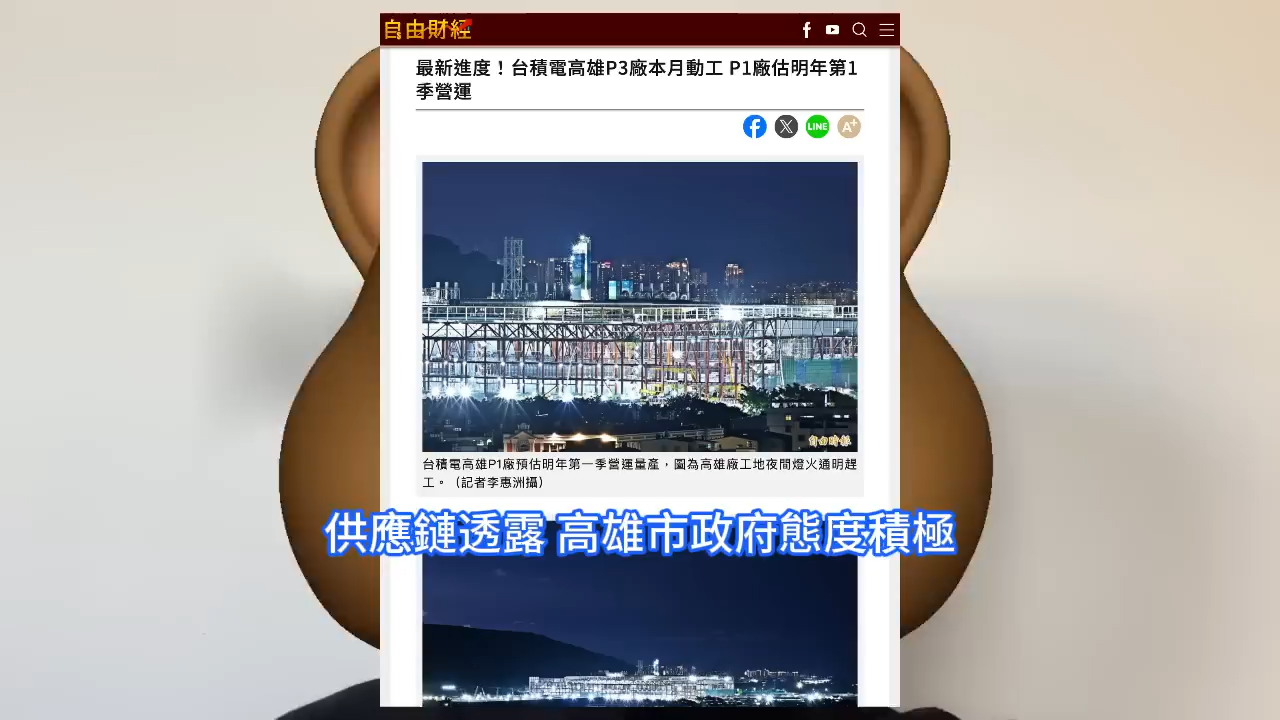 自由財經
最新進度！台積電高雄P3廠本月動工 P1廠估明年第1
季營運
LINE
A+
自由時報
台積電高雄P1廠預估明年第一季營運量產，圖為高雄廠工地夜間燈火通明趕
工。（記者李惠洲攝）
供應鏈透露 高雄市政府態度積極